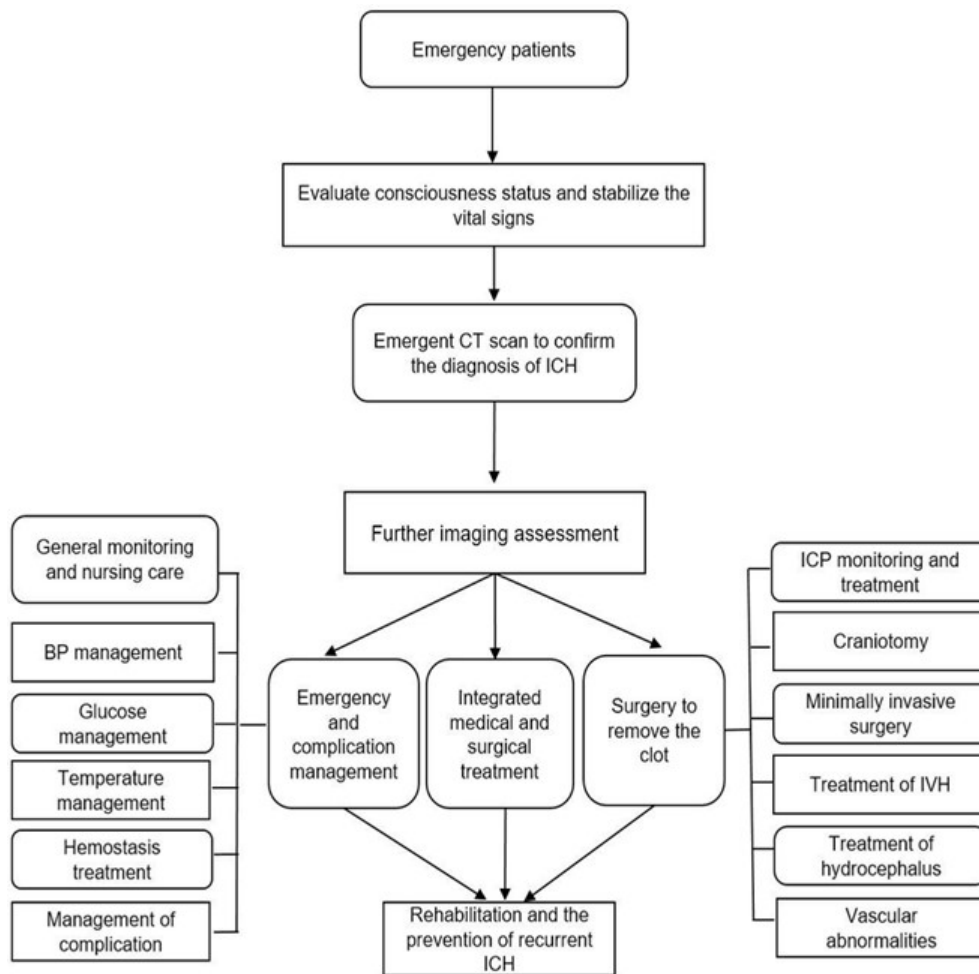 Emergency patients
Evaluate consciousness status and stabilize the
vital signs
Emergent CT scan to confirm
the diagnosis of ICH
Further imaging assessment
General monitoring
and nursing care
BP management
Glucose
management
Temperature
management
Hemostasis
treatment
Management of
complication
Emergency
and
complication
management
Integrated
medical and
surgical
treatment
Surgery to
remove the
clot
ICP monitoring and
treatment
Craniotomy
Minimally invasive
surgery
Treatment of IVH
Treatment of
hydrocephalus
Vascular
abnormalities
Rehabilitation and the
prevention of recurrent
ICH